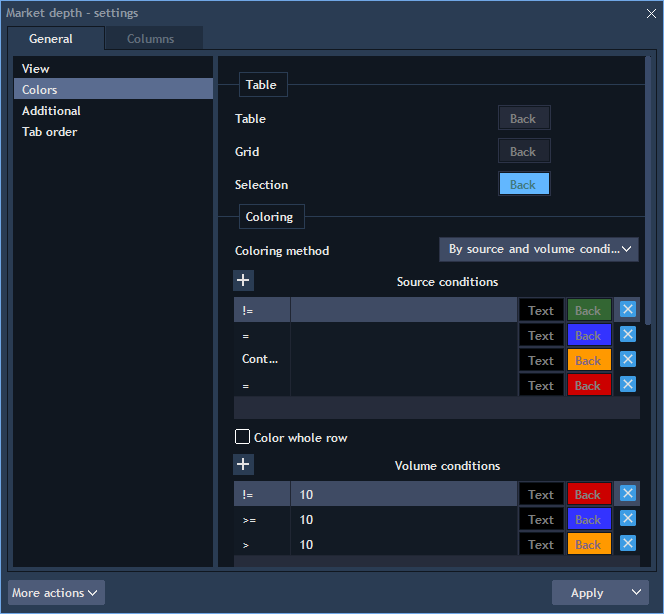 Market depth - settings
General
Columns
View
Colors
Additional
Tab order
Table
Table
Back
Grid
Back
Selection
Back
Coloring
Coloring method
By source and volume condi...
+
Source conditions
!=
Text
Back
=
Text
Back
Cont...
Text
Back
=
Text
Back
Color whole row
+
Volume conditions
!=
10
Text
Back
>=
10
Text
Back
>
10
Text
Back
More actions
Apply